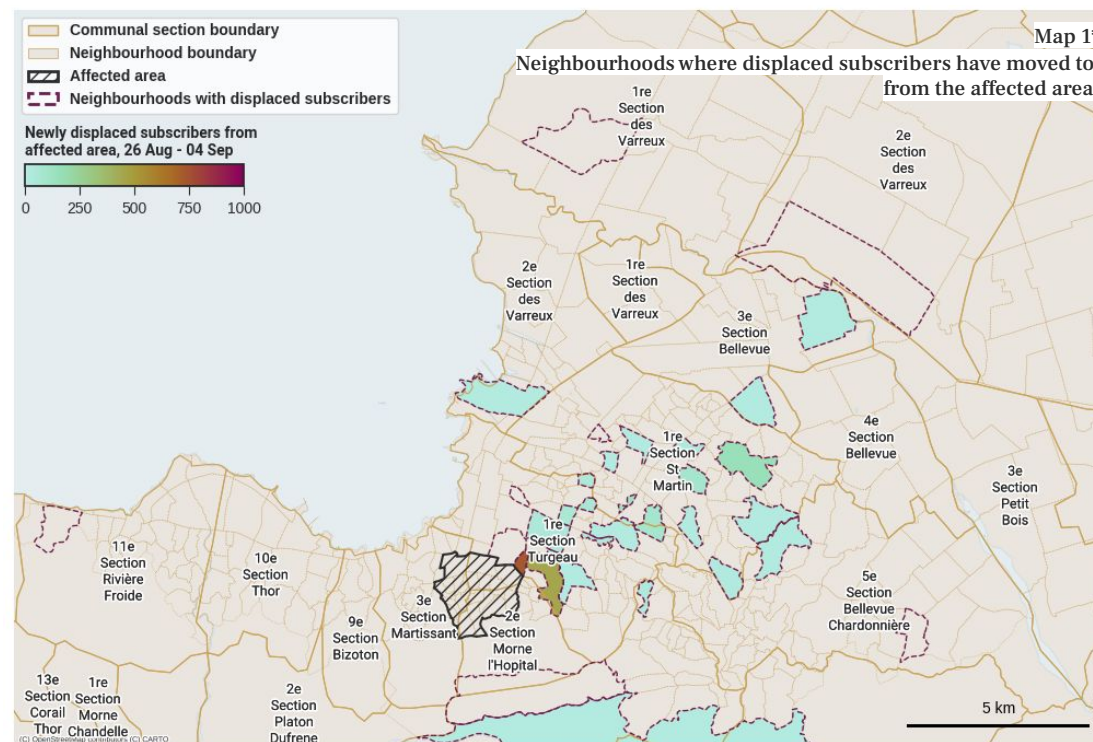 Communal section boundary
Neighbourhood boundary
Affected area
Neighbourhoods with displaced subscribers
Newly displaced subscribers from
affected area, 26 Aug - 04 Sep
0 250 500 750 1000
Map 1
Neighbourhoods where displaced subscribers have moved to
from the affected area
1re
Section
des
Varreux
2e
Section
des
Varreux
2e
Section
des
Varreux
1re
Section
des
Varreux
3e
Section
Bellevue
4e
Section
Bellevue
1re
Section
St
Martin
3e
Section
Petit
Bois
1re
Section
Turgeau
11e
Section
Rivière
Froide
10e
Section
Thor
9e
Section
Bizoton
3e
Section
Martissant
2e
Section
Morne
l'Hopital
5e
Section
Bellevue
Chardonnière
13e
Section
Corail
Thor
1re
Section
Morne
Chandelle
2e
Section
Platon
Dufrene
5 km
(C) OpenStreetMap contributors (C) CARTO